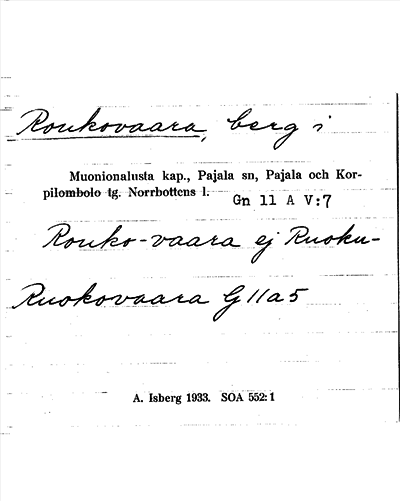 Roukovaara, berg i
Muonionalusta kap., Pajala sn, Pajala och Kor-
pilombolo tg. Norrbottens l.
Gn 11 A V:7
Rouko-vaara ej Ruoku-
Ruokovaara G 11a5
A. Isberg 1933. SOA 552:1